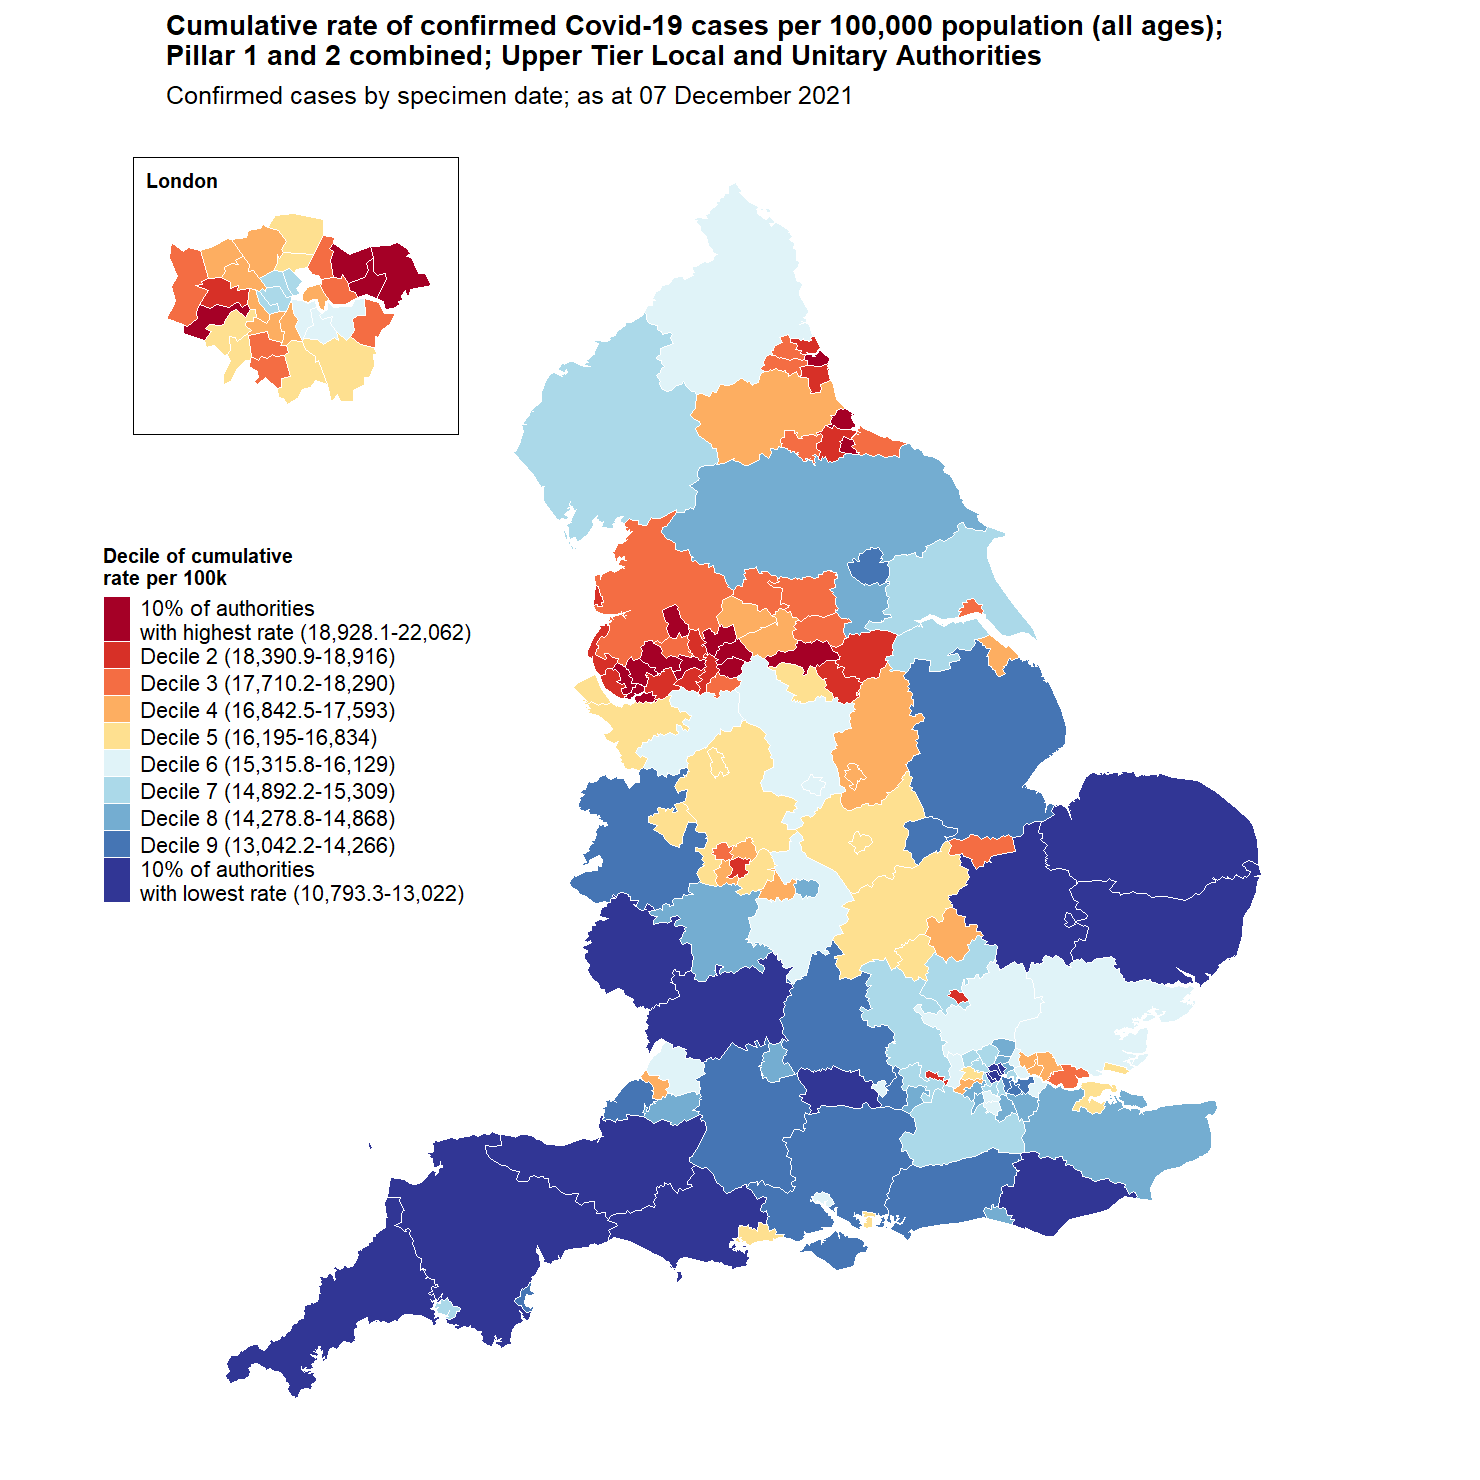 Cumulative rate of confirmed Covid-19 cases per 100,000 population (all ages);
Pillar 1 and 2 combined; Upper Tier Local and Unitary Authorities
Confirmed cases by specimen date; as at 07 December 2021
London
Decile of cumulative
rate per 100k
10% of authorities
with highest rate (18,928.1-22,062)
Decile 2 (18,390.9-18,916)
Decile 3 (17,710.2-18,290)
Decile 4 (16,842.5-17,593)
Decile 5 (16,195-16,834)
Decile 6 (15,315.8-16,129)
Decile 7 (14,892.2-15,309)
Decile 8 (14,278.8-14,868)
Decile 9 (13,042.2-14,266)
10% of authorities
with lowest rate (10,793.3-13,022)